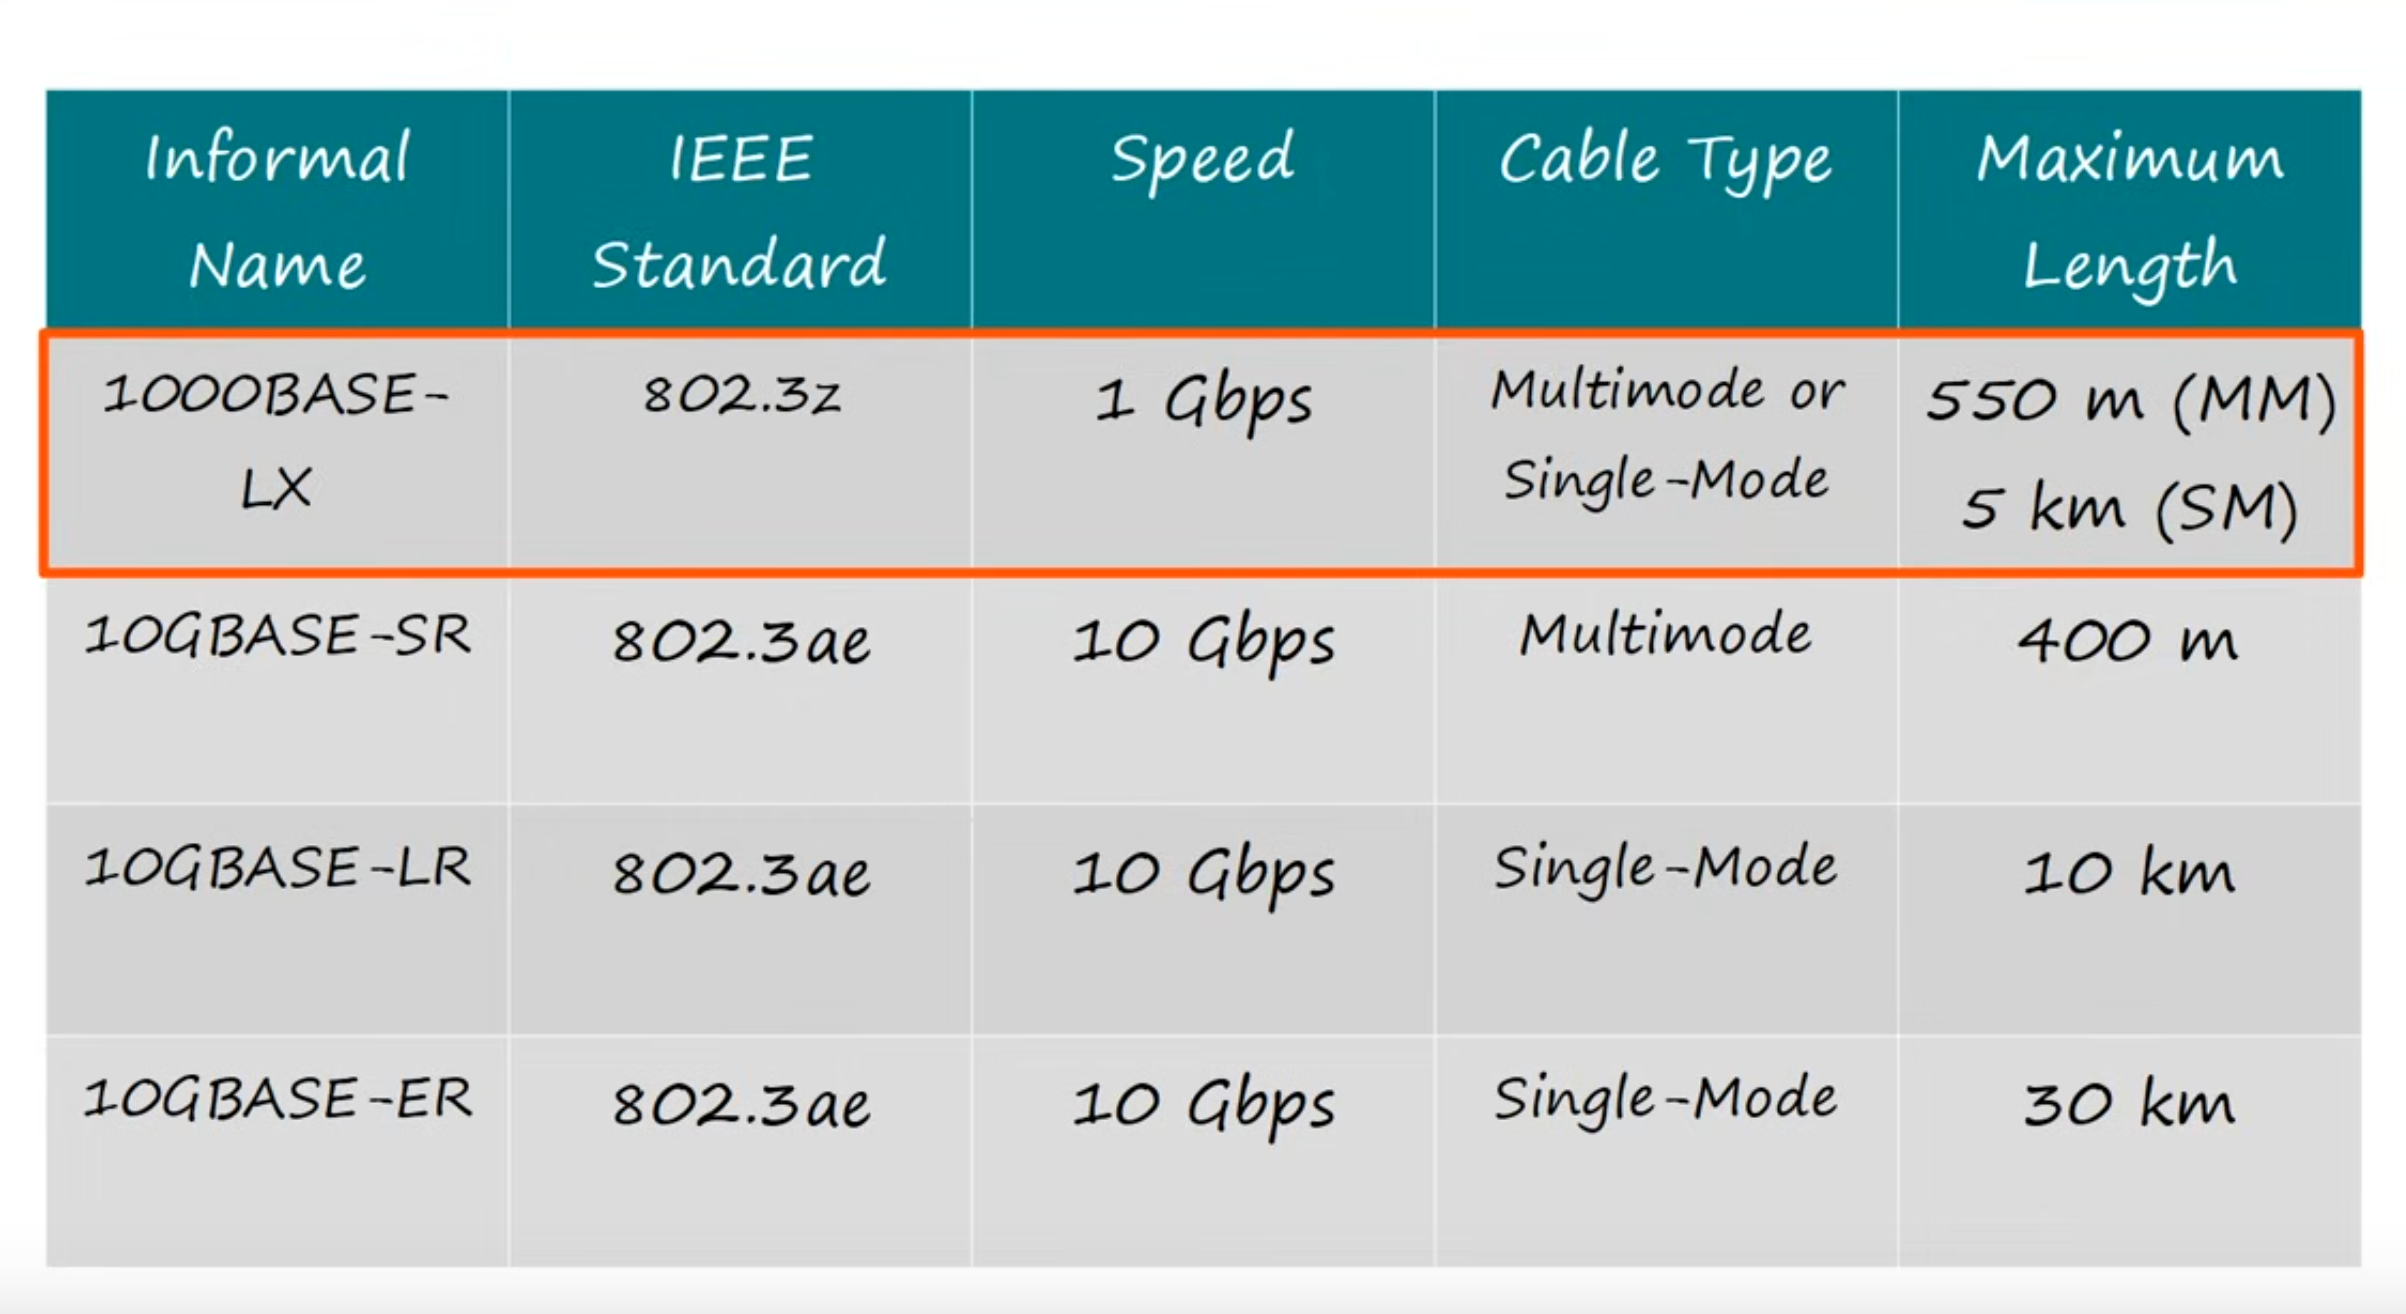 Informal
Name
IEEE
Standard
Speed
Cable Type
Maximum
Length
1000BASE-
LX
802.3z
1 Gbps
Multimode or
Single-Mode
550 m (MM)
5 km (SM)
10GBASE-SR
802.3ae
10 Gbps
Multimode
400 m
10GBASE-LR
802.3ae
10 Gbps
Single-Mode
10 km
10GBASE-ER
802.3ae
10 Gbps
Single-Mode
30 km